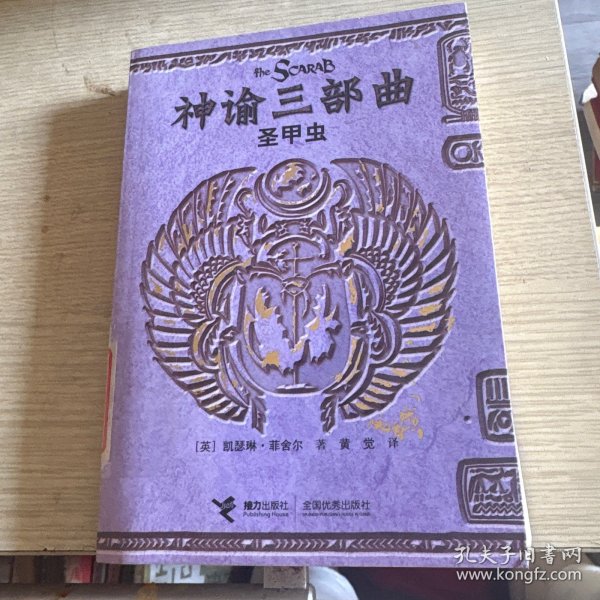 the SCARAB
神谕三部曲
圣甲虫
[英] 凯瑟琳·菲舍尔 著 黄觉 译
接力出版社
Publishing House
全国优秀出版社
孔夫子旧书网
www.kongfz.com